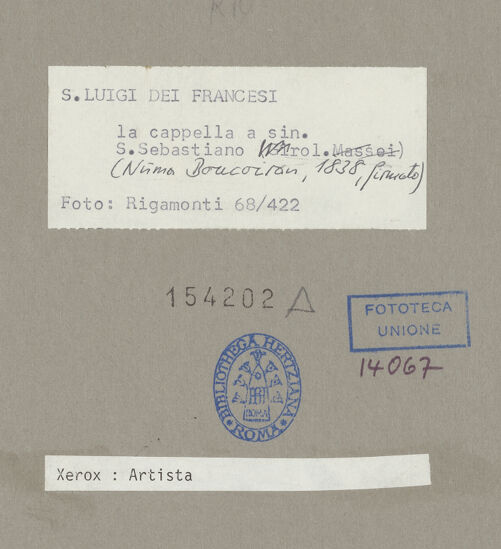 S.LUIGI DEI FRANCESI
la cappella a sin.
S.Sebastiano (Girol.Massei)
(Numa Boucoiran, 1838, firmato)
Foto: Rigamonti 68/422
154202
FOTOTECA
UNIONE
14067
BIBLIOTHECA HERTZIANA
ROMA
Xerox : Artista